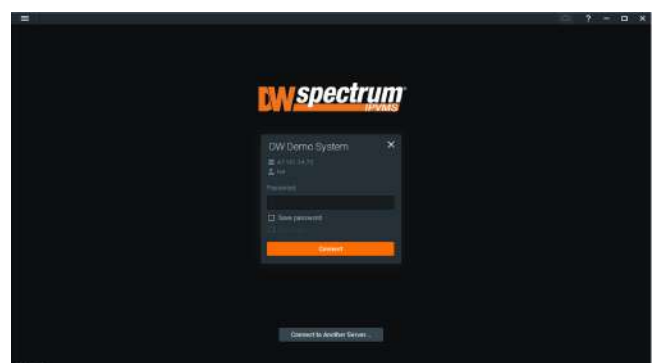 ?
DW spectrum
IPVMS
DW Demo System
Password
Save password
Connect
Connect to Another Server...